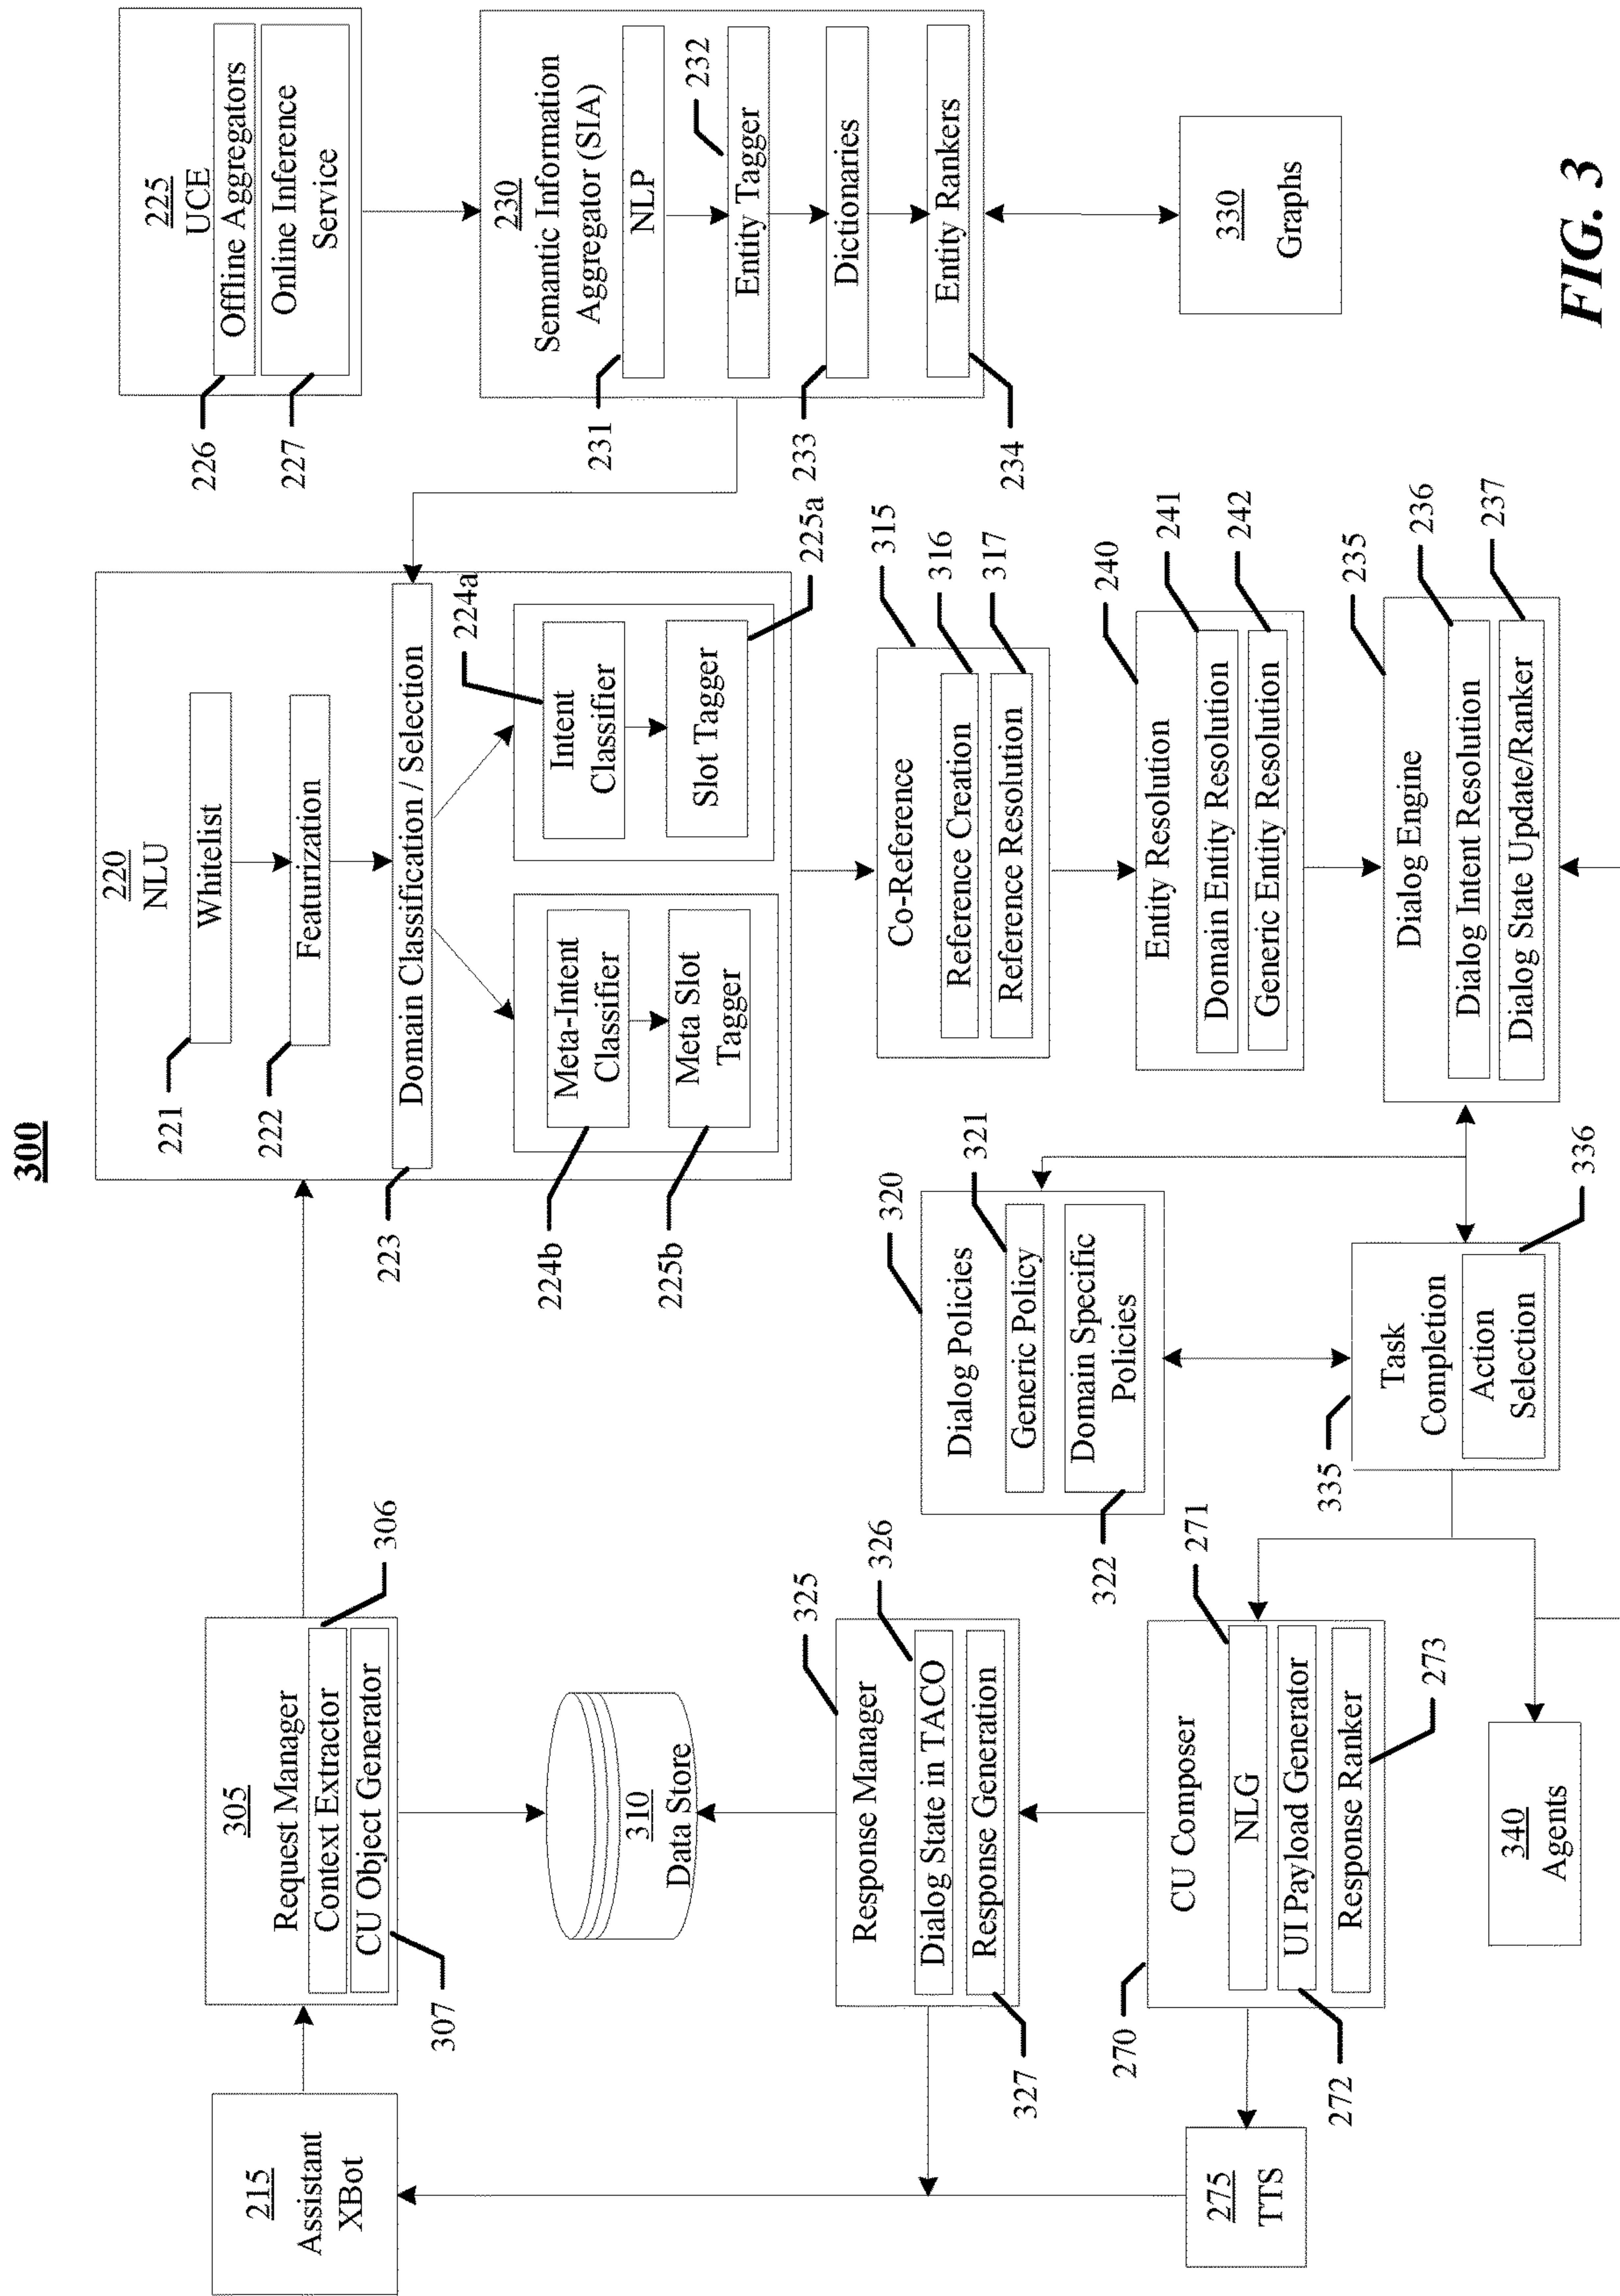 300
215
Assistant
XBot
305
Request Manager
Context Extractor
CU Object Generator
306
307
310
Data Store
220
NLU
Whitelist
221
Featurization
222
Domain Classification / Selection
223
Meta-Intent
Classifier
224b
Meta Slot
Tagger
225b
Intent
Classifier
224a
Slot Tagger
225a
225
UCE
Offline Aggregators
Online Inference
Service
226
227
230
Semantic Information
Aggregator (SIA)
NLP
231
Entity Tagger
232
Dictionaries
233
Entity Rankers
234
330
Graphs
Co-Reference
Reference Creation
Reference Resolution
315
316
317
Entity Resolution
Domain Entity Resolution
Generic Entity Resolution
240
241
242
Dialog Engine
Dialog Intent Resolution
Dialog State Update/Ranker
235
236
237
Dialog Policies
Generic Policy
Domain Specific
Policies
320
321
322
Task
Completion
Action
Selection
335
336
Response Manager
Dialog State in TACO
Response Generation
325
326
327
CU Composer
NLG
UI Payload Generator
Response Ranker
270
271
272
273
275
TTS
340
Agents
FIG. 3